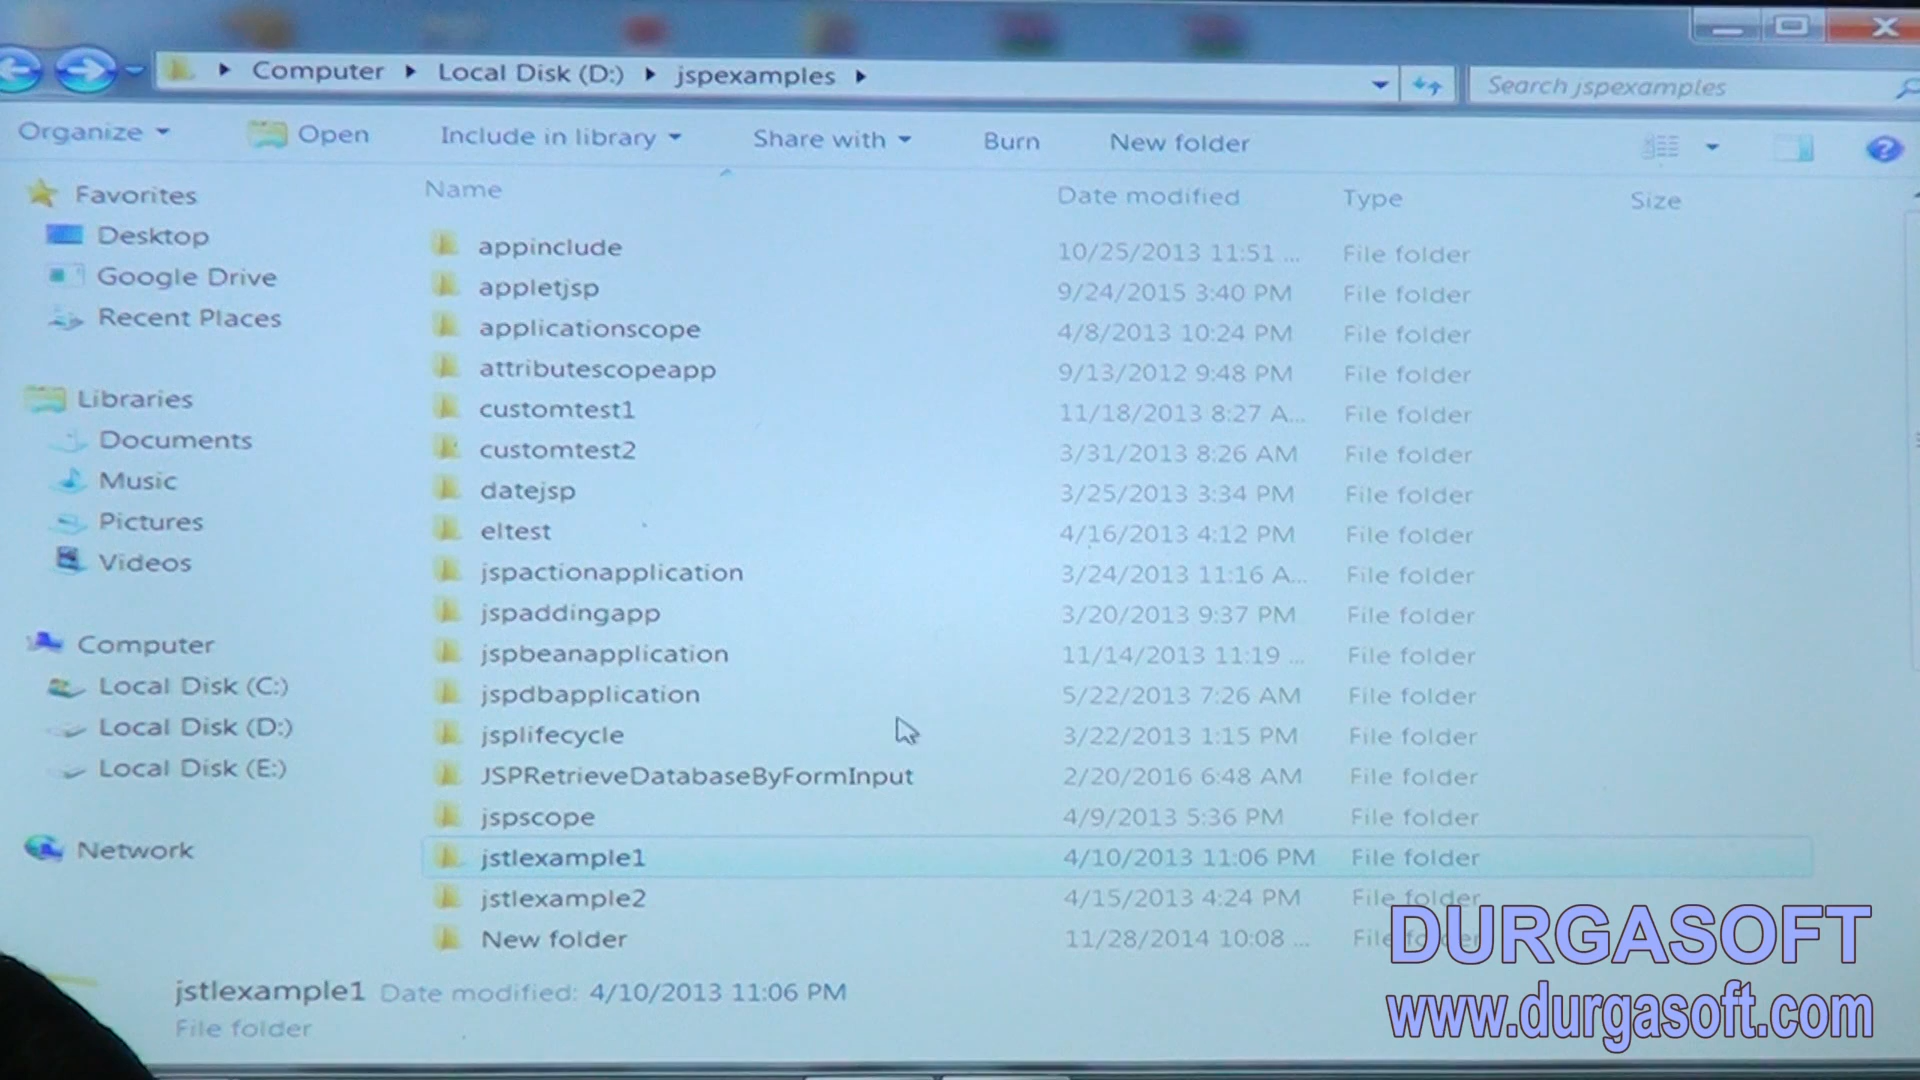 Computer Local Disk (D:) jspexamples Search jspexamples
Organize Open Include in library Share with Burn New folder
Name Date modified Type Size
Favorites
Desktop
Google Drive
Recent Places
Libraries
Documents
Music
Pictures
Videos
Computer
Local Disk (C:)
Local Disk (D:)
Local Disk (E:)
Network
appinclude 10/25/2013 11:51 ... File folder
appletjsp 9/24/2015 3:40 PM File folder
applicationscope 4/8/2013 10:24 PM File folder
attributescopeapp 9/13/2012 9:48 PM File folder
customtest1 11/18/2013 8:27 A... File folder
customtest2 3/31/2013 8:26 AM File folder
datejsp 3/25/2013 3:34 PM File folder
eltest 4/16/2013 4:12 PM File folder
jspactionapplication 3/24/2013 11:16 A... File folder
jspaddingapp 3/20/2013 9:37 PM File folder
jspbeanapplication 11/14/2013 11:19 ... File folder
jspdbapplication 5/22/2013 7:26 AM File folder
jsplifecycle 3/22/2013 1:15 PM File folder
JSPRetrieveDatabaseByFormInput 2/20/2016 6:48 AM File folder
jspscope 4/9/2013 5:36 PM File folder
jstlexample1 4/10/2013 11:06 PM File folder
jstlexample2 4/15/2013 4:24 PM File folder
New folder 11/28/2014 10:08 ... File folder
jstlexample1 Date modified: 4/10/2013 11:06 PM
File folder
DURGASOFT
www.durgasoft.com